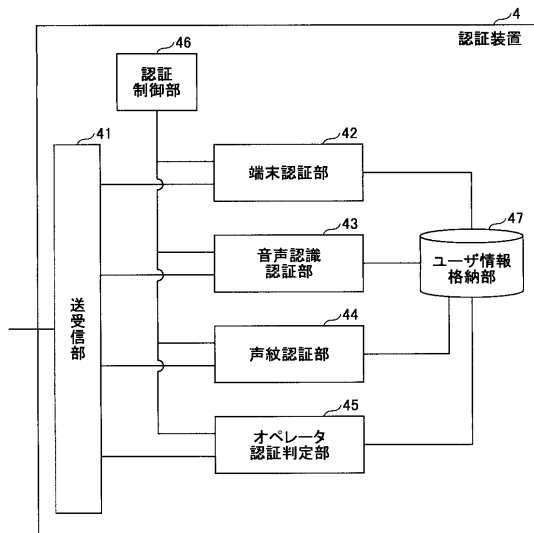 4
認証装置
46
認証
制御部
41
送受信部
42
端末認証部
43
音声認識
認証部
47
ユーザ情報
格納部
44
声紋認証部
45
オペレータ
認証判定部